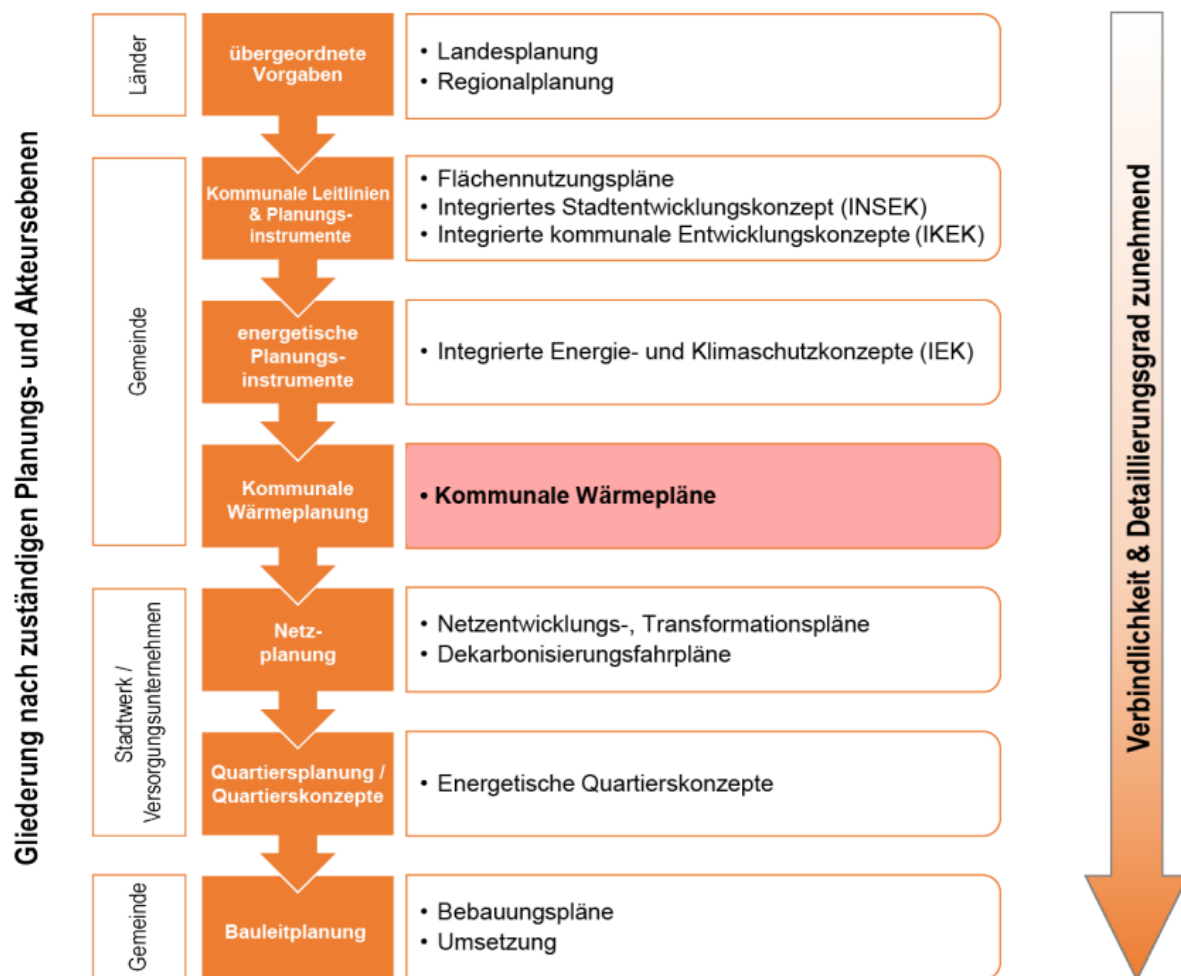 Gliederung nach zuständigen Planungs- und Akteursebenen
Länder
übergeordnete
Vorgaben
• Landesplanung
• Regionalplanung
Gemeinde
Kommunale Leitlinien
& Planungs-
instrumente
• Flächennutzungspläne
• Integriertes Stadtentwicklungskonzept (INSEK)
• Integrierte kommunale Entwicklungskonzepte (IKEK)
energetische
Planungs-
instrumente
• Integrierte Energie- und Klimaschutzkonzepte (IEK)
Kommunale
Wärmeplanung
• Kommunale Wärmepläne
Stadtwerk /
Versorgungsunternehmen
Netz-
planung
• Netzentwicklungs-, Transformationspläne
• Dekarbonisierungsfahrpläne
Quartiersplanung /
Quartierskonzepte
• Energetische Quartierskonzepte
Gemeinde
Bauleitplanung
• Bebauungspläne
• Umsetzung
Verbindlichkeit & Detaillierungsgrad zunehmend